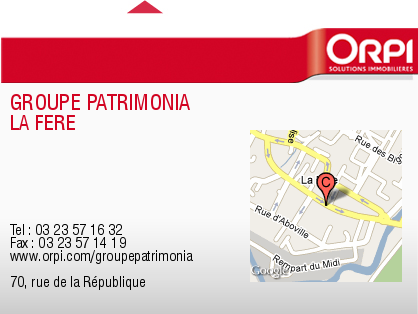 ORPI
SOLUTIONS IMMOBILIÈRES
GROUPE PATRIMONIA
LA FERE
Rue des
La
C
Rue d'Aboville
Rempart du Midi
Google
Tel : 03 23 57 16 32
Fax : 03 23 57 14 19
www.orpi.com/groupepatrimonia
70, rue de la République